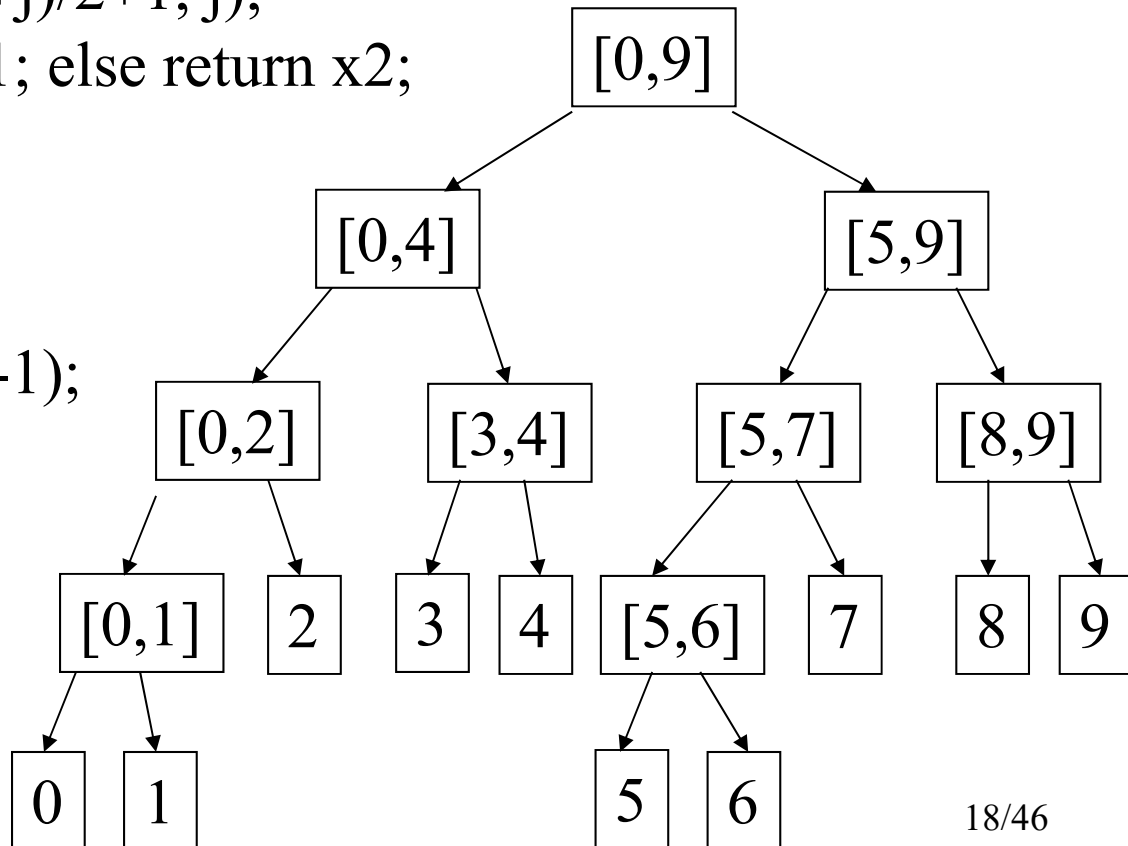 j)/2+1, j);
; else return x2;
[0,9]
[0,4] [5,9]
-1);
[0,2] [3,4] [5,7] [8,9]
[0,1] 2 3 4 [5,6] 7 8 9
0 1 5 6
18/46